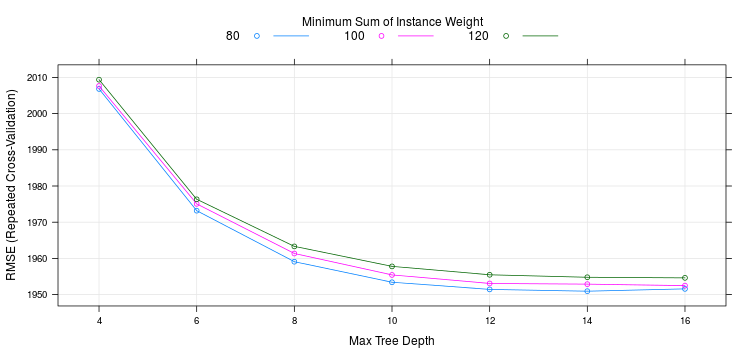 Minimum Sum of Instance Weight
80 100 120
RMSE (Repeated Cross-Validation)
2010
2000
1990
1980
1970
1960
1950
4 6 8 10 12 14 16
Max Tree Depth